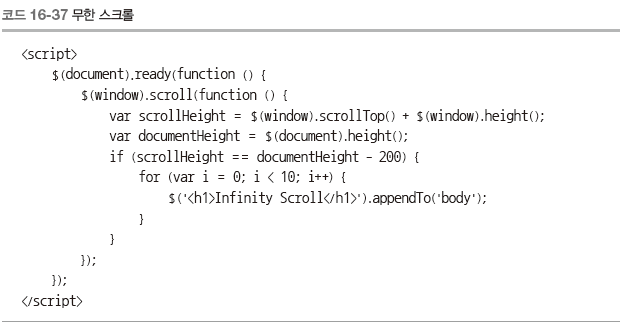 코드 16-37 무한 스크롤
<script>
    $(document).ready(function () {
        $(window).scroll(function () {
            var scrollHeight = $(window).scrollTop() + $(window).height();
            var documentHeight = $(document).height();
            if (scrollHeight == documentHeight - 200) {
                for (var i = 0; i < 10; i++) {
                    $('<h1>Infinity Scroll</h1>').appendTo('body');
                }
            }
        });
    });
</script>